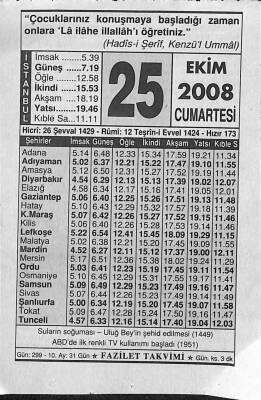 "Çocuklarınız konuşmaya başladığı zaman
onlara 'Lâ ilâhe illallâh'ı öğretiniz."
(Hadîs-i Şerîf, Kenzü'l Ummâl)
İSTANBUL
İmsak ......... 5.39
Güneş ........ 7.19
Öğle .......... 12.58
İkindi ........ 15.53
Akşam ....... 18.19
Yatsı ......... 19.46
Kıble Sa... 11.11
25
EKİM
2008
CUMARTESİ
Hicrî: 26 Şevval 1429 - Rûmî: 12 Teşrîn-i Evvel 1424 - Hızır 173
Şehirler İmsak Güneş Öğle İkindi Akşam Yatsı Kıble S
Adana 5.14 6.48 12.33 15.34 17.59 19.21 11.34
Adıyaman 5.02 6.37 12.21 15.22 17.47 19.10 11.55
Amasya 5.12 6.50 12.31 15.27 17.52 19.19 11.44
Diyarbakır 4.54 6.29 12.13 15.13 17.39 19.02 12.07
Elazığ 4.58 6.34 12.17 15.16 17.41 19.05 12.01
Gaziantep 5.06 6.40 12.25 15.26 17.51 19.13 11.48
Hatay 5.10 6.43 12.29 15.32 17.57 19.18 11.39
K.Maraş 5.07 6.42 12.26 15.27 17.52 19.15 11.46
Kilis 5.06 6.40 12.26 15.28 17.53 19.14 11.46
Lefkoşe 5.22 6.54 12.41 15.45 18.09 19.29 11.15
Malatya 5.02 6.38 12.21 15.20 17.45 19.09 11.55
Mardin 4.52 6.27 12.11 15.12 17.37 19.00 12.11
Mersin 5.17 6.51 12.36 15.38 18.02 19.24 11.29
Ordu 5.03 6.41 12.23 15.19 17.45 19.11 11.54
Osmaniye 5.10 6.45 12.29 15.30 17.55 19.17 11.41
Samsun 5.09 6.49 12.29 15.23 17.49 19.16 11.47
Sivas 5.07 6.44 12.26 15.23 17.49 19.14 11.49
Şanlıurfa 5.00 6.34 12.19 15.20 17.45 19.07 11.58
Tokat 5.09 6.47 12.28 15.24 17.50 19.16 11.47
Tunceli 4.57 6.33 12.16 15.14 17.40 19.04 12.03
Suların soğuması – Uluğ Bey'in şehid edilmesi (1449)
ABD'de ilk renkli TV kullanımı başladı (1951)
Gün: 299 - 10. Ay: 31 Gün ★ FAZİLET TAKVİMİ ★ Gün. ks. 3 dk